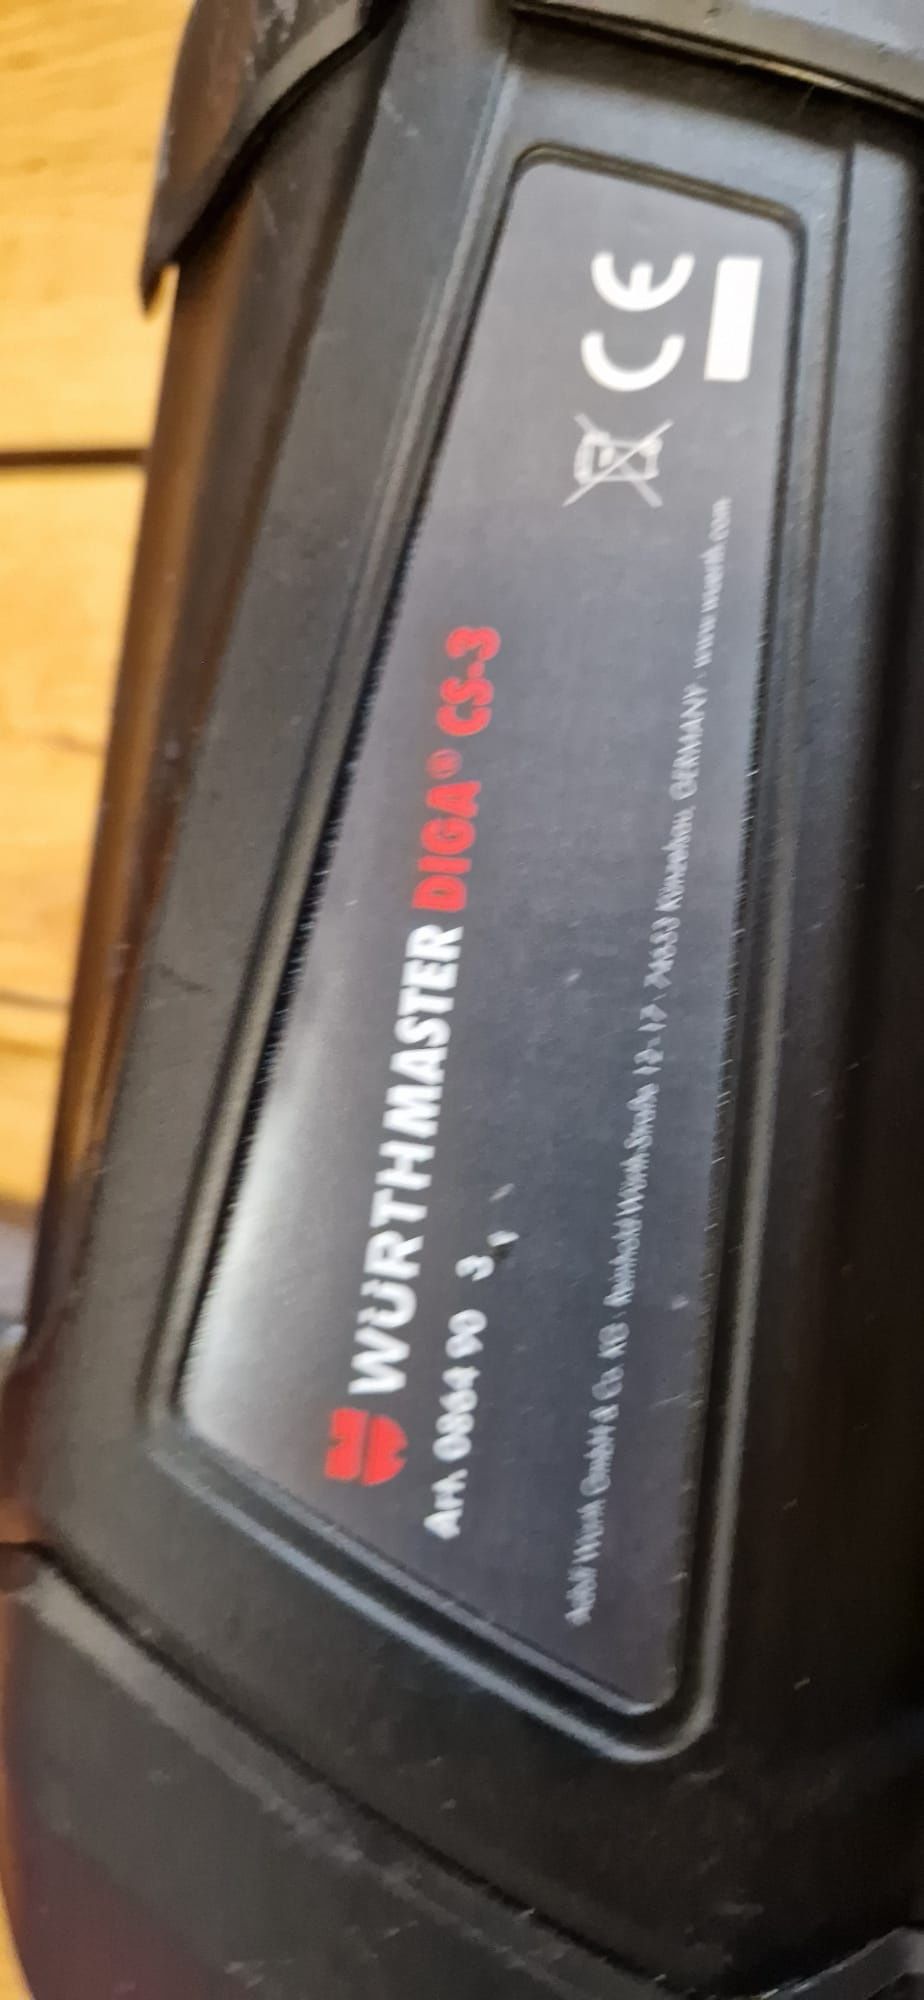 WÜRTHMASTER DIGA® CS-3
Art. 0864 90 3
Adolf Würth GmbH & Co. KG · Reinhold-Würth-Straße 12-17 · 74653 Künzelsau, GERMANY · www.wuerth.com
CE